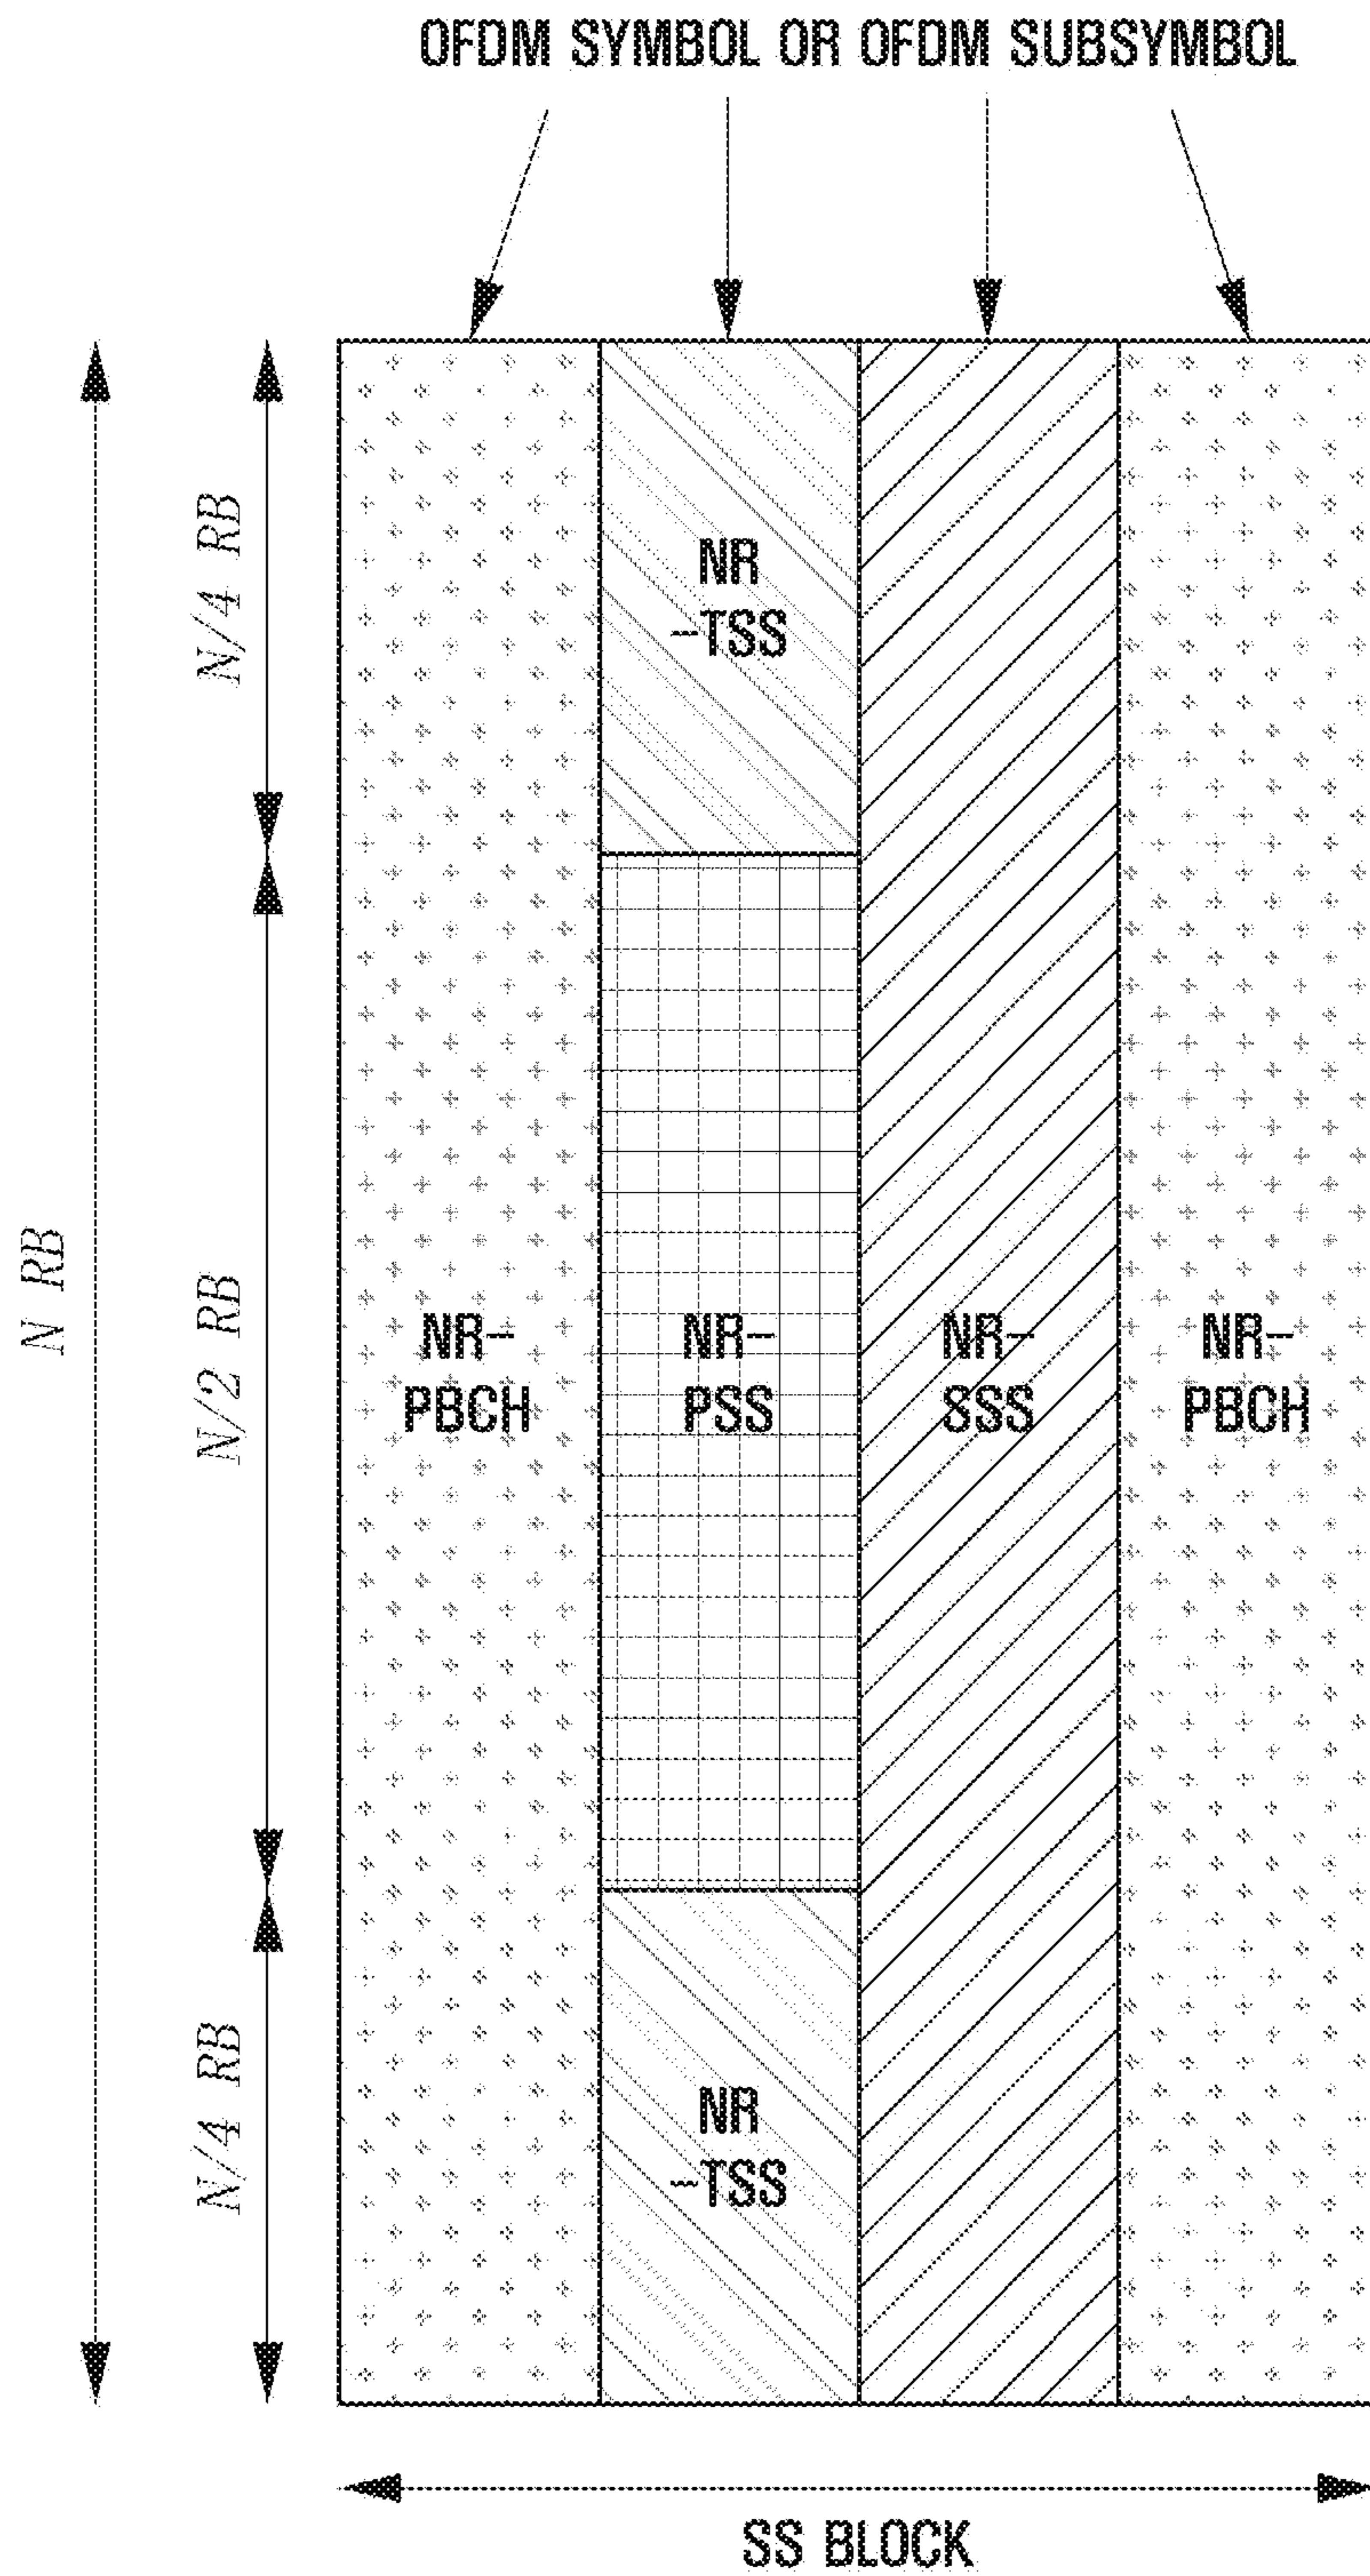 OFDM SYMBOL OR OFDM SUBSYMBOL
N RB
N/4 RB
N/2 RB
N/4 RB
NR-
PBCH
NR
-TSS
NR-
PSS
NR
-TSS
NR-
SSS
NR-
PBCH
SS BLOCK